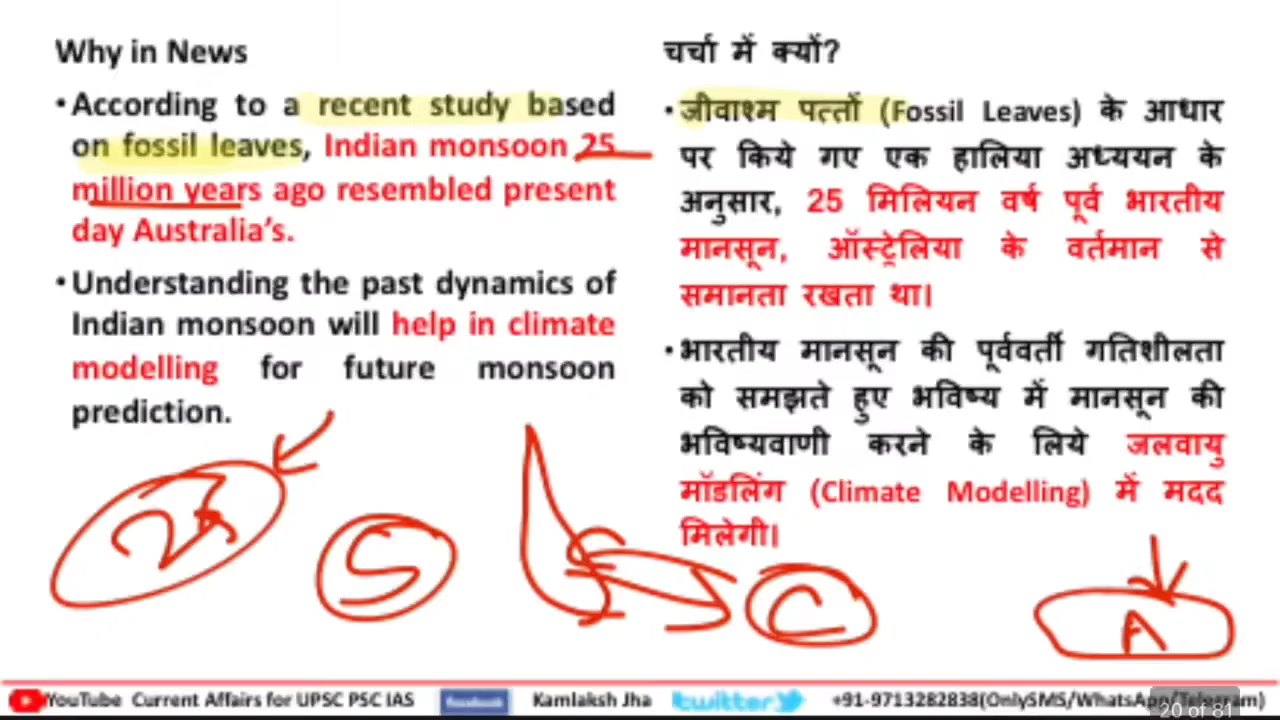 Why in News
•According to a recent study based
on fossil leaves, Indian monsoon 25
million years ago resembled present
day Australia's.
•Understanding the past dynamics of
Indian monsoon will help in climate
modelling for future monsoon
prediction.
चर्चा में क्यों?
•जीवाश्म पत्तों (Fossil Leaves) के आधार
पर किये गए एक हालिया अध्ययन के
अनुसार, 25 मिलियन वर्ष पूर्व भारतीय
मानसून, ऑस्ट्रेलिया के वर्तमान से
समानता रखता था।
•भारतीय मानसून की पूर्ववर्ती गतिशीलता
को समझते हुए भविष्य में मानसून की
भविष्यवाणी करने के लिये जलवायु
मॉडलिंग (Climate Modelling) में मदद
मिलेगी।
25
S
C
A
YouTube Current Affairs for UPSC PSC IAS facebook Kamlaksh Jha twitter +91-9713282838(OnlySMS/WhatsApp/Telegram)
20 of 81